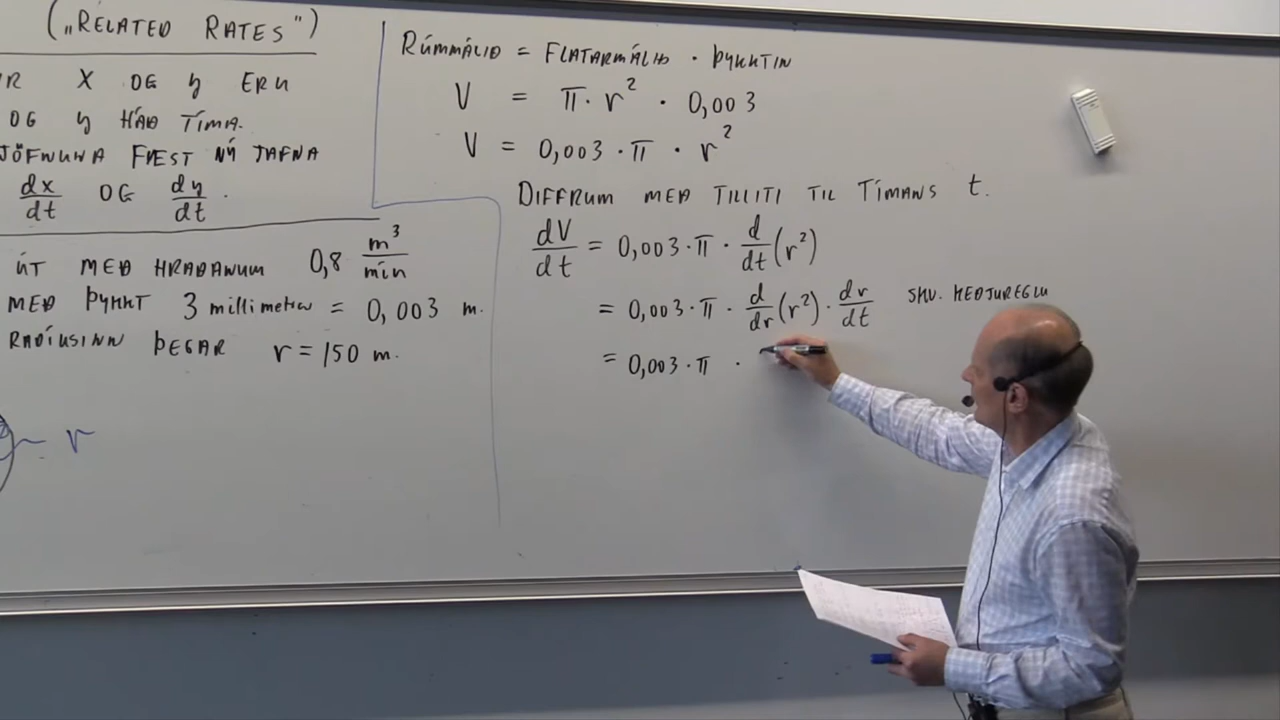 („RELATED RATES")
X OG y ERU
OG y HÁÐ TÍMA.
JÖFNUNA FÆST NÝ JAFNA
dx/dt OG dy/dt.
ÚT MEÐ HRAÐANUM 0,8 m³/min
MEÐ ÞYKKT 3 millimetra = 0,003 m.
RADÍUSINN ÞEGAR r = 150 m.
r
RÚMMÁLIÐ = FLATARMÁLIÐ · ÞYKKTIN
V = π · r² · 0,003
V = 0,003 · π · r²
DIFFRUM MEÐ TILLITI TIL TÍMANS t.
dV/dt = 0,003 · π · d/dt (r²)
= 0,003 · π · d/dr (r²) · dr/dt SKV. KEÐJUREGLU
= 0,003 · π ·